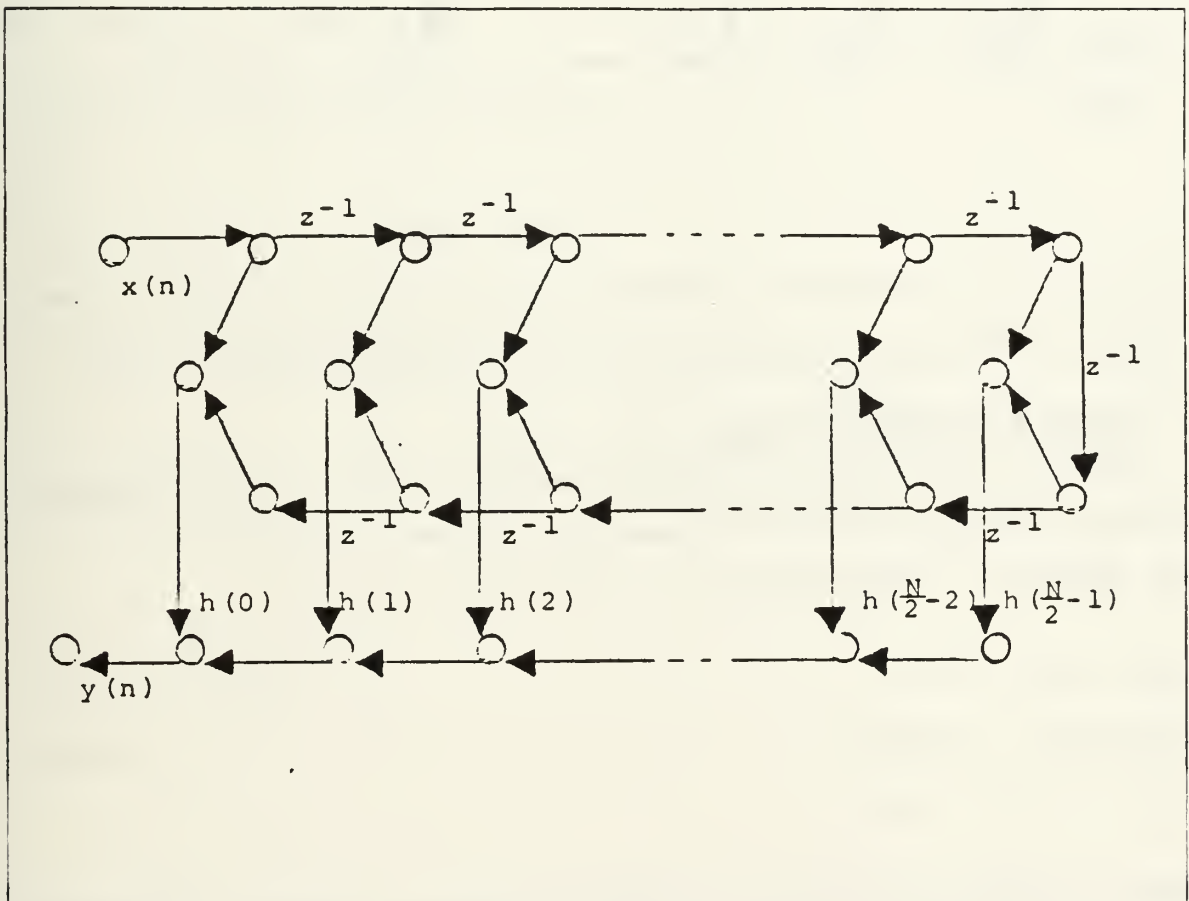 z^-1 z^-1 z^-1
x(n)
z^-1
z^-1 z^-1 z^-1
h(0) h(1) h(2) h(N/2-2) h(N/2-1)
y(n)